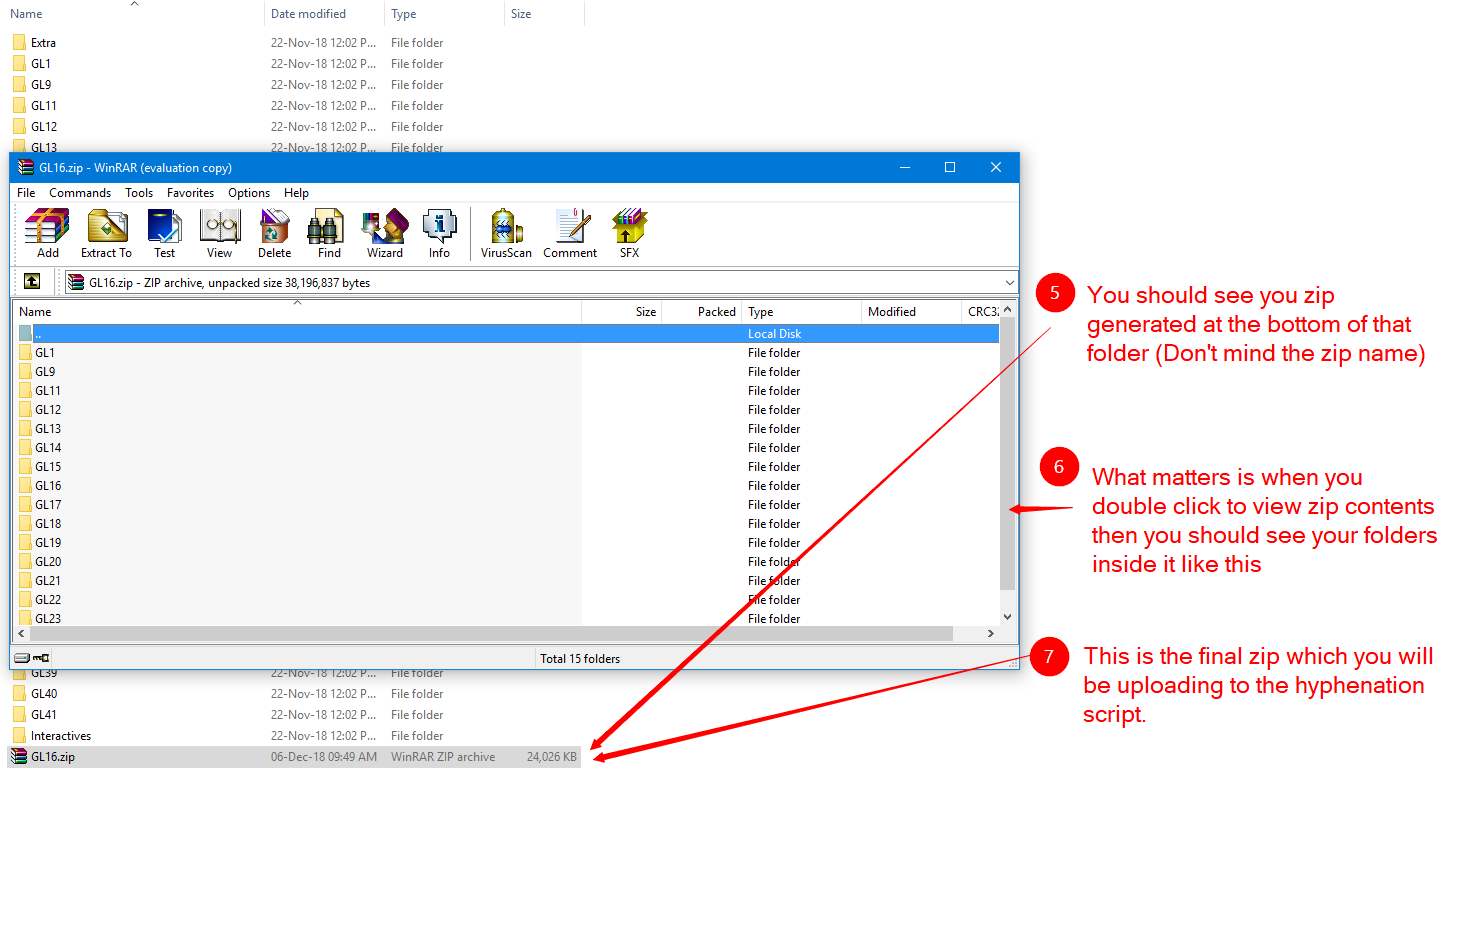 Name Date modified Type Size
Extra 22-Nov-18 12:02 P... File folder
GL1 22-Nov-18 12:02 P... File folder
GL9 22-Nov-18 12:02 P... File folder
GL11 22-Nov-18 12:02 P... File folder
GL12 22-Nov-18 12:02 P... File folder
GL13 22-Nov-18 12:02 P... File folder
GL16.zip - WinRAR (evaluation copy)
File Commands Tools Favorites Options Help
Add Extract To Test View Delete Find Wizard Info VirusScan Comment SFX
GL16.zip - ZIP archive, unpacked size 38,196,837 bytes
Name Size Packed Type Modified CRC32
.. Local Disk
GL1 File folder
GL9 File folder
GL11 File folder
GL12 File folder
GL13 File folder
GL14 File folder
GL15 File folder
GL16 File folder
GL17 File folder
GL18 File folder
GL19 File folder
GL20 File folder
GL21 File folder
GL22 File folder
GL23 File folder
Total 15 folders
GL39 22-Nov-18 12:02 P... File folder
GL40 22-Nov-18 12:02 P... File folder
GL41 22-Nov-18 12:02 P... File folder
Interactives 22-Nov-18 12:02 P... File folder
GL16.zip 06-Dec-18 09:49 AM WinRAR ZIP archive 24,026 KB
5 You should see you zip
generated at the bottom of that
folder (Don't mind the zip name)
6 What matters is when you
double click to view zip contents
then you should see your folders
inside it like this
7 This is the final zip which you will
be uploading to the hyphenation
script.